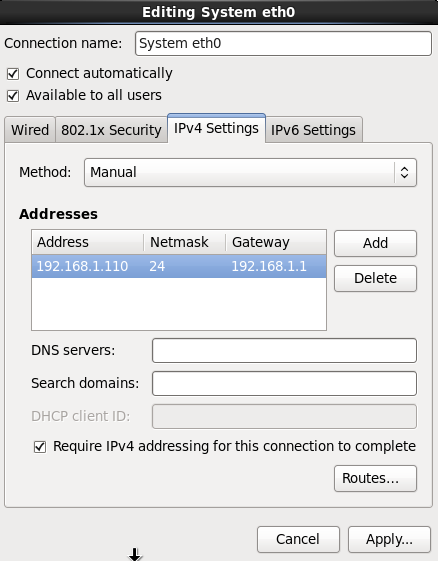 Editing System eth0
Connection name: System eth0
Connect automatically
Available to all users
Wired 802.1x Security IPv4 Settings IPv6 Settings
Method: Manual
Addresses
Address Netmask Gateway
Add
192.168.1.110 24 192.168.1.1
Delete
DNS servers:
Search domains:
DHCP client ID:
Require IPv4 addressing for this connection to complete
Routes...
Cancel Apply...